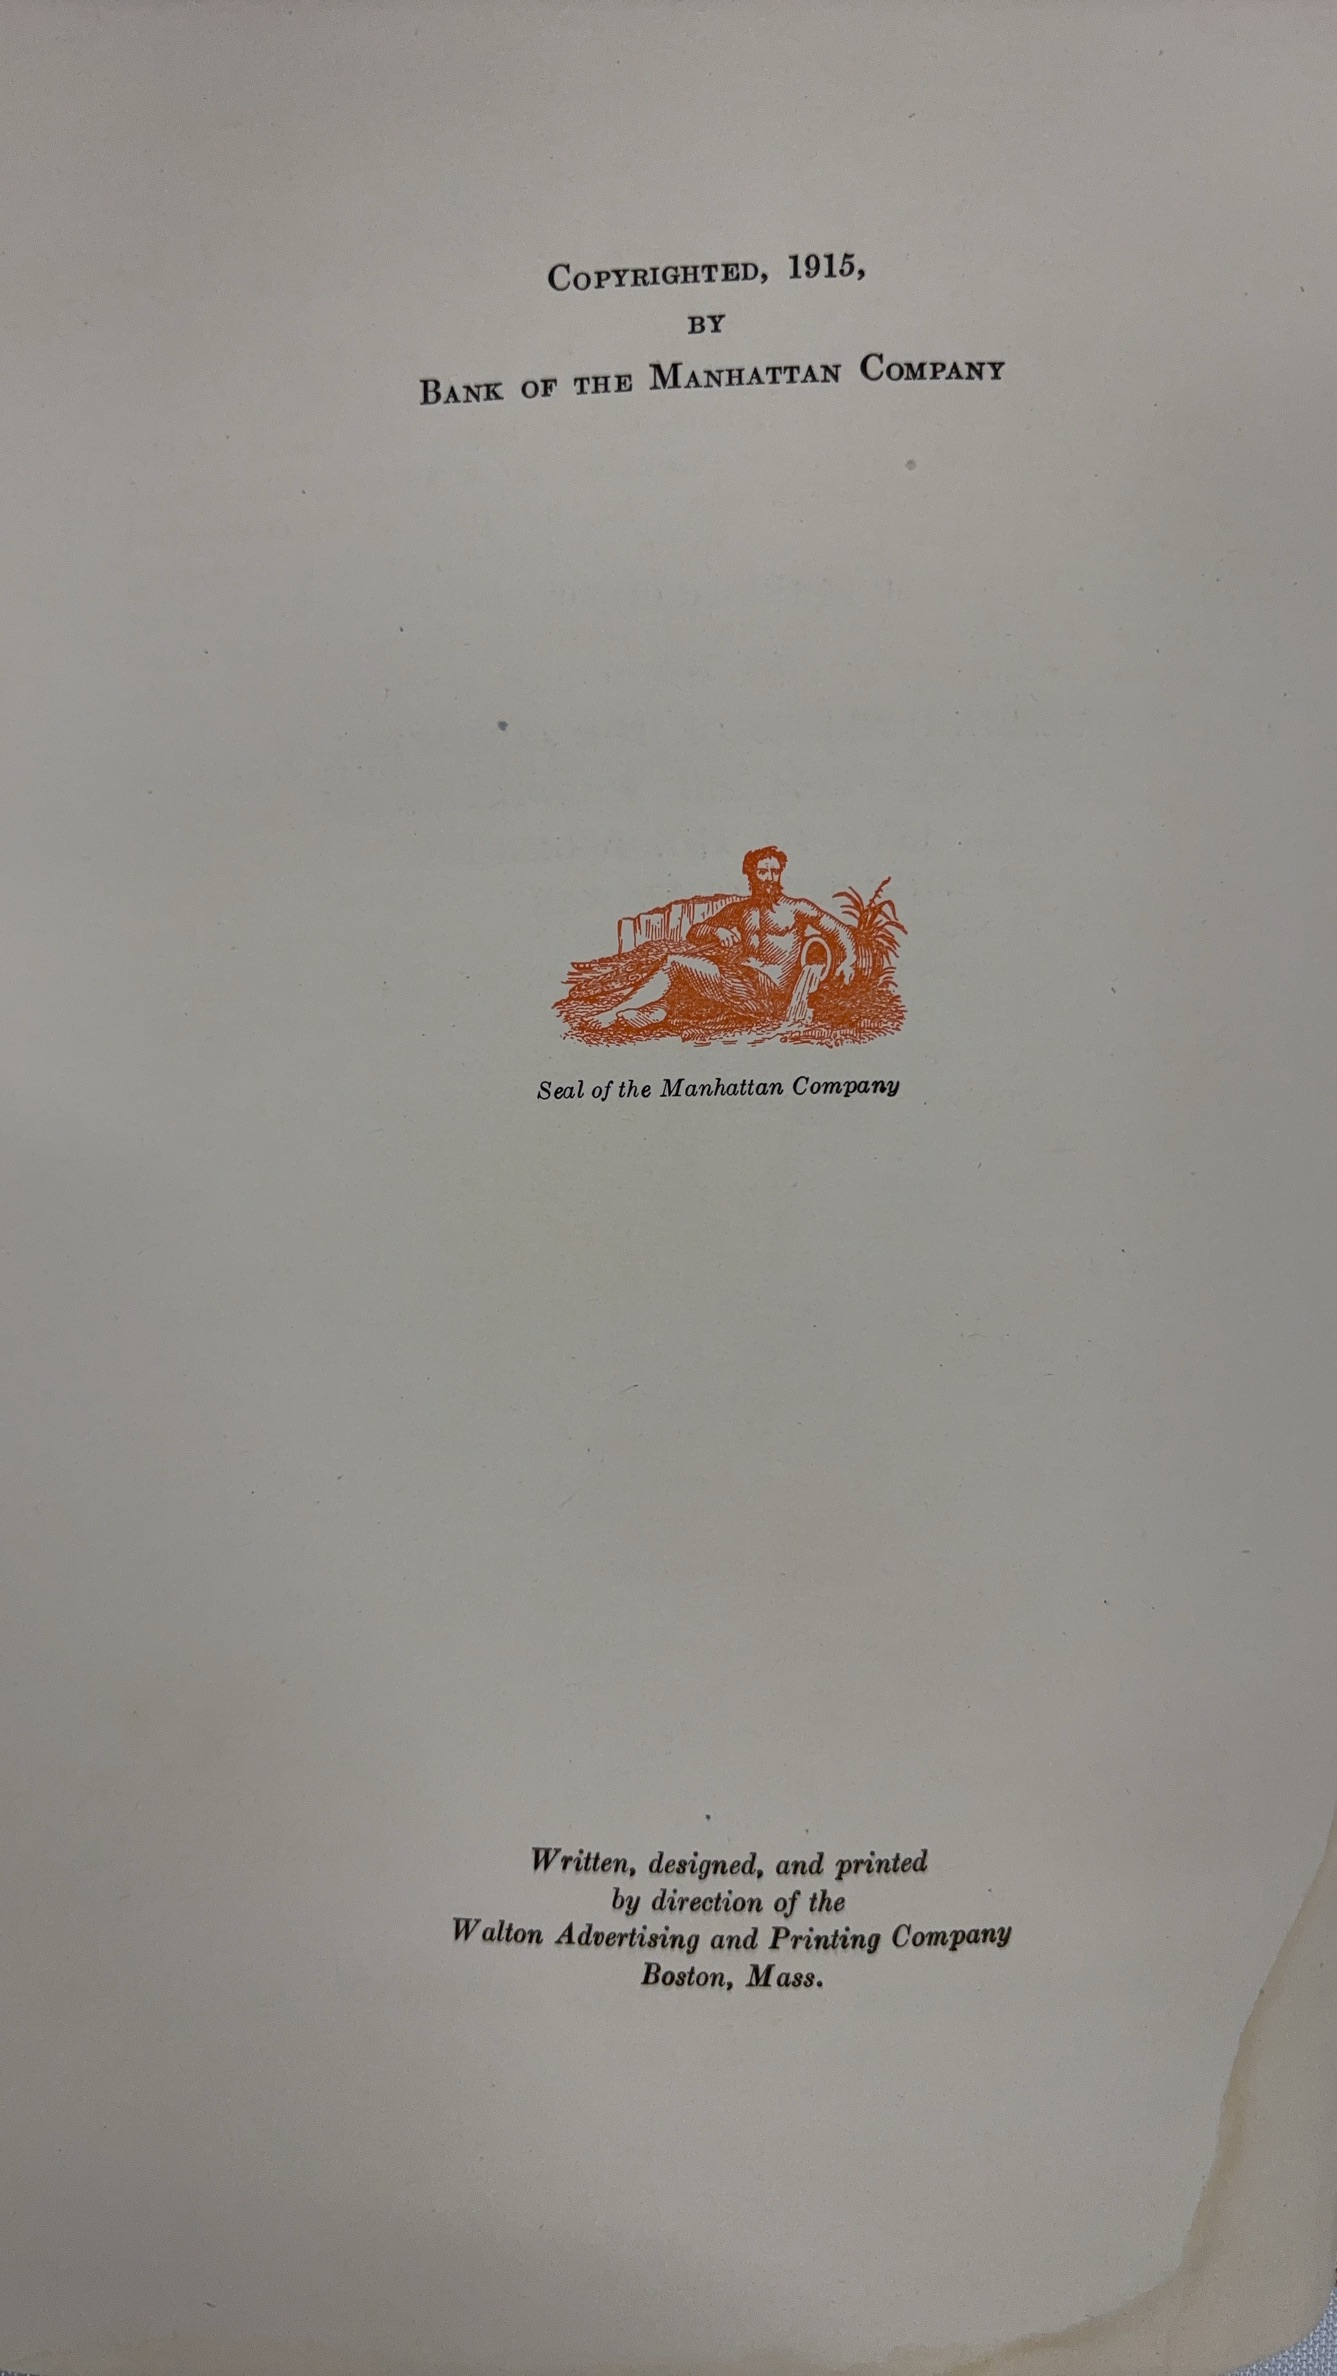 COPYRIGHTED, 1915,
BY
BANK OF THE MANHATTAN COMPANY
Seal of the Manhattan Company
Written, designed, and printed
by direction of the
Walton Advertising and Printing Company
Boston, Mass.